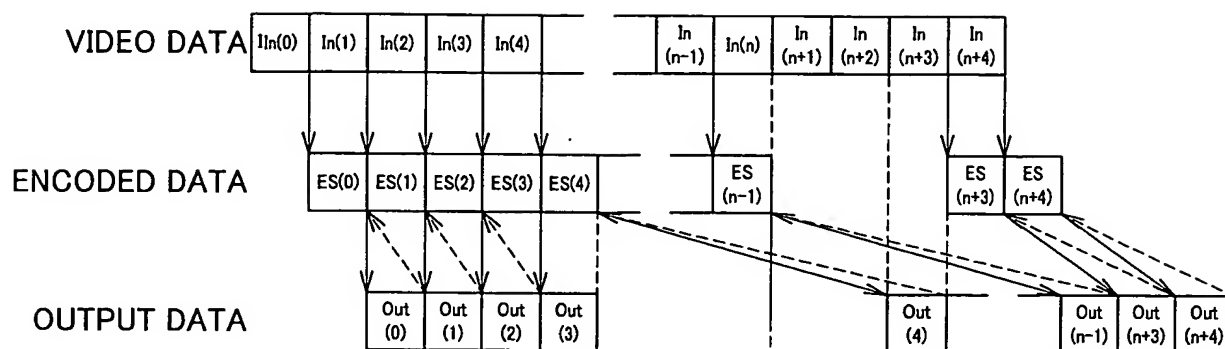 VIDEO DATA
IIn(0) In(1) In(2) In(3) In(4) In (n-1) In(n) In (n+1) In (n+2) In (n+3) In (n+4)
ENCODED DATA
ES(0) ES(1) ES(2) ES(3) ES(4) ES (n-1) ES (n+3) ES (n+4)
OUTPUT DATA
Out (0) Out (1) Out (2) Out (3) Out (4) Out (n-1) Out (n+3) Out (n+4)